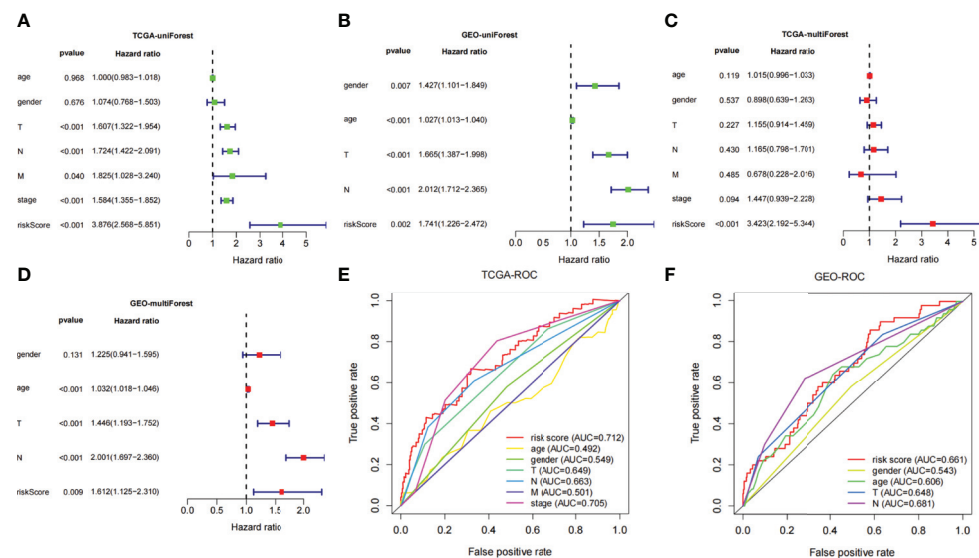 A
TCGA-uniForest
pvalue Hazard ratio
age 0.968 1.000(0.983−1.018)
gender 0.676 1.074(0.768−1.503)
T <0.001 1.607(1.322−1.954)
N <0.001 1.724(1.422−2.091)
M 0.040 1.825(1.028−3.240)
stage <0.001 1.584(1.355−1.852)
riskScore <0.001 3.876(2.568−5.851)
0 1 2 3 4 5
Hazard ratio
B
GEO-uniForest
pvalue Hazard ratio
gender 0.007 1.427(1.101−1.849)
age <0.001 1.027(1.013−1.040)
T <0.001 1.665(1.387−1.998)
N <0.001 2.012(1.712−2.365)
riskScore 0.002 1.741(1.226−2.472)
0.0 1.0 2.0
Hazard ratio
C
TCGA-multiForest
pvalue Hazard ratio
age 0.119 1.015(0.996−1.033)
gender 0.537 0.898(0.639−1.263)
T 0.227 1.155(0.914−1.459)
N 0.430 1.165(0.798−1.701)
M 0.485 0.678(0.228−2.016)
stage 0.094 1.447(0.939−2.228)
riskScore <0.001 3.423(2.192−5.344)
0 1 2 3 4 5
Hazard ratio
D
GEO-multiForest
pvalue Hazard ratio
gender 0.131 1.225(0.941−1.595)
age <0.001 1.032(1.018−1.046)
T <0.001 1.446(1.193−1.752)
N <0.001 2.001(1.697−2.360)
riskScore 0.009 1.612(1.125−2.310)
0.0 1.0 2.0
Hazard ratio
E
TCGA-ROC
True positive rate
1.0
0.8
0.6
0.4
0.2
0.0
risk score (AUC=0.712)
age (AUC=0.492)
gender (AUC=0.549)
T (AUC=0.649)
N (AUC=0.663)
M (AUC=0.501)
stage (AUC=0.705)
0.0 0.2 0.4 0.6 0.8 1.0
False positive rate
F
GEO-ROC
True positive rate
1.0
0.8
0.6
0.4
0.2
0.0
risk score (AUC=0.661)
gender (AUC=0.543)
age (AUC=0.606)
T (AUC=0.648)
N (AUC=0.681)
0.0 0.2 0.4 0.6 0.8 1.0
False positive rate